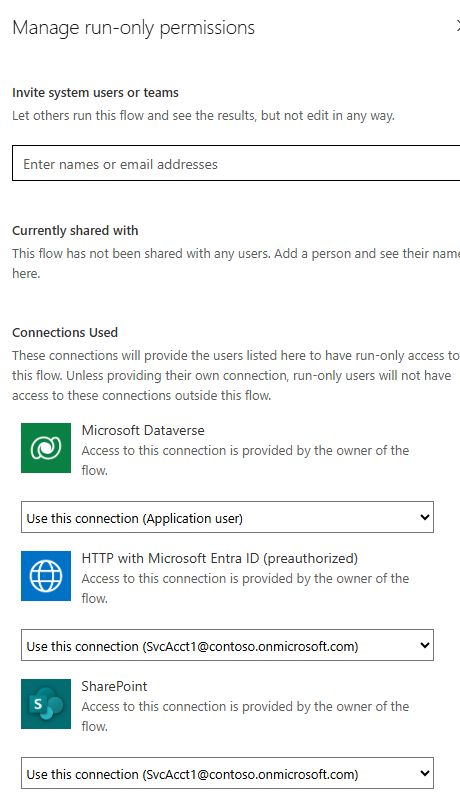 Manage run-only permissions
Invite system users or teams
Let others run this flow and see the results, but not edit in any way.
Enter names or email addresses
Currently shared with
This flow has not been shared with any users. Add a person and see their name
here.
Connections Used
These connections will provide the users listed here to have run-only access to
this flow. Unless providing their own connection, run-only users will not have
access to these connections outside this flow.
Microsoft Dataverse
Access to this connection is provided by the owner of the
flow.
Use this connection (Application user)
HTTP with Microsoft Entra ID (preauthorized)
Access to this connection is provided by the owner of the
flow.
Use this connection (SvcAcct1@contoso.onmicrosoft.com)
S
SharePoint
Access to this connection is provided by the owner of the
flow.
Use this connection (SvcAcct1@contoso.onmicrosoft.com)